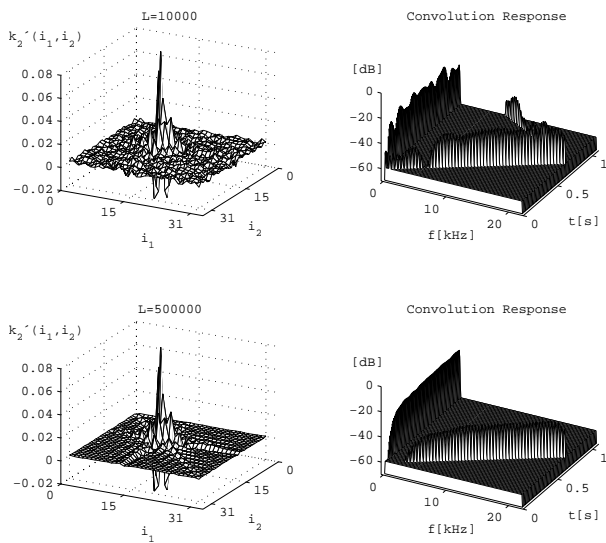 L=10000
k2´(i1,i2)
0.08
0.06
0.04
0.02
0
−0.02
0
15
31
i1
31
15
0
i2
Convolution Response
[dB]
0
−20
−40
−60
0
10
20
f[kHz]
0
0.5
1
t[s]
L=500000
k2´(i1,i2)
0.08
0.06
0.04
0.02
0
−0.02
0
15
31
i1
31
15
0
i2
Convolution Response
[dB]
0
−20
−40
−60
0
10
20
f[kHz]
0
0.5
1
t[s]